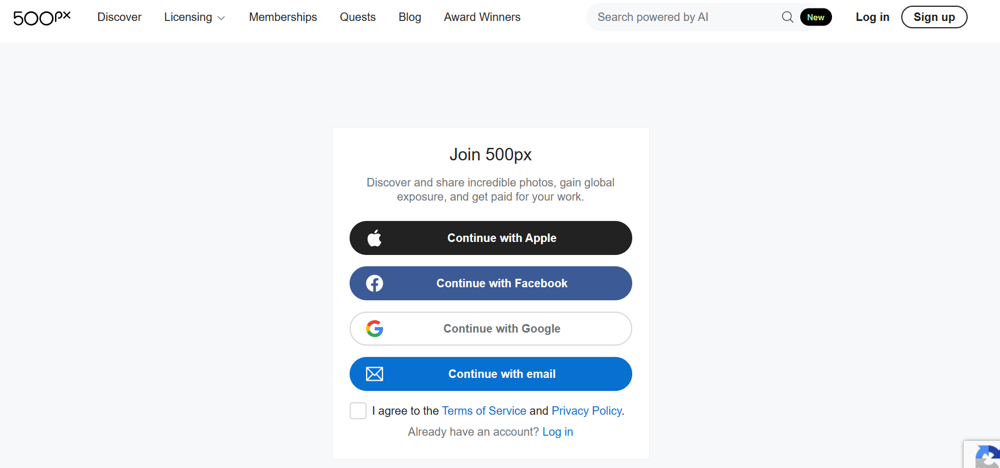 500px Discover Licensing Memberships Quests Blog Award Winners Search powered by AI New Log in Sign up
Join 500px
Discover and share incredible photos, gain global
exposure, and get paid for your work.
Continue with Apple
Continue with Facebook
Continue with Google
Continue with email
I agree to the Terms of Service and Privacy Policy.
Already have an account? Log in